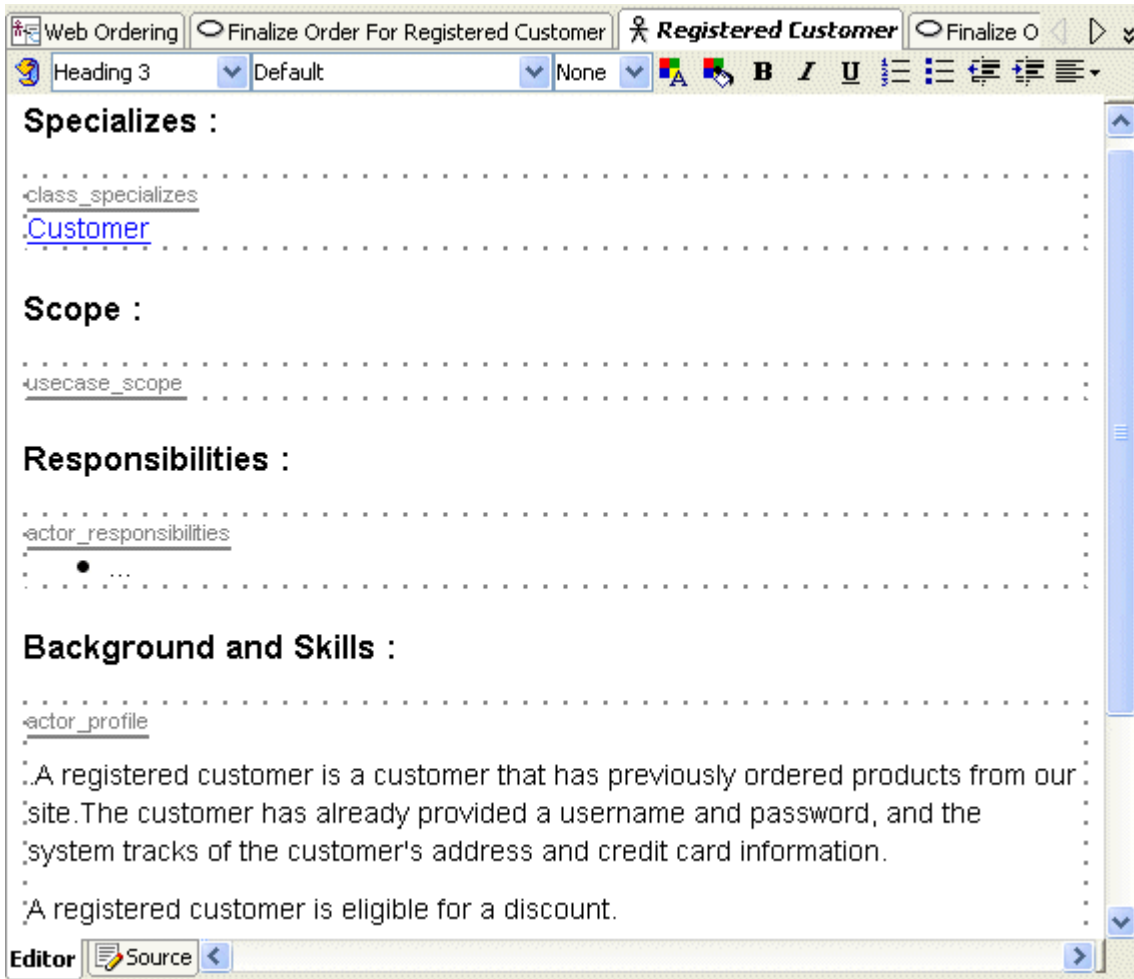 Web Ordering Finalize Order For Registered Customer Registered Customer Finalize O
Heading 3 Default None A B I U
Specializes :
class_specializes
Customer
Scope :
usecase_scope
Responsibilities :
actor_responsibilities
• ...
Background and Skills :
actor_profile
.A registered customer is a customer that has previously ordered products from our
site.The customer has already provided a username and password, and the
system tracks of the customer's address and credit card information.
A registered customer is eligible for a discount.
Editor Source